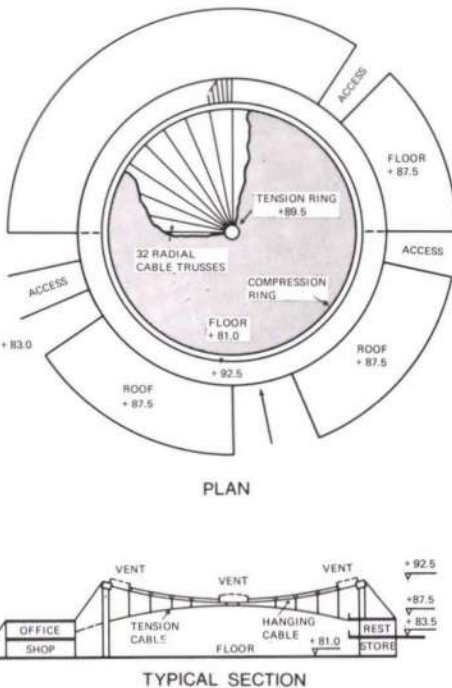 ACCESS
FLOOR
+ 87.5
TENSION RING
+89.5
ACCESS
32 RADIAL
CABLE TRUSSES
ACCESS
COMPRESSION
RING
+ 83.0
FLOOR
+ 81.0
ROOF
+ 87.5
+ 92.5
ROOF
+ 87.5
PLAN
VENT
VENT
VENT
+ 92.5
+87.5
+ 83.5
OFFICE
SHOP
TENSION
CABLE
HANGING
CABLE
REST
STORE
FLOOR
+ 81.0
TYPICAL SECTION